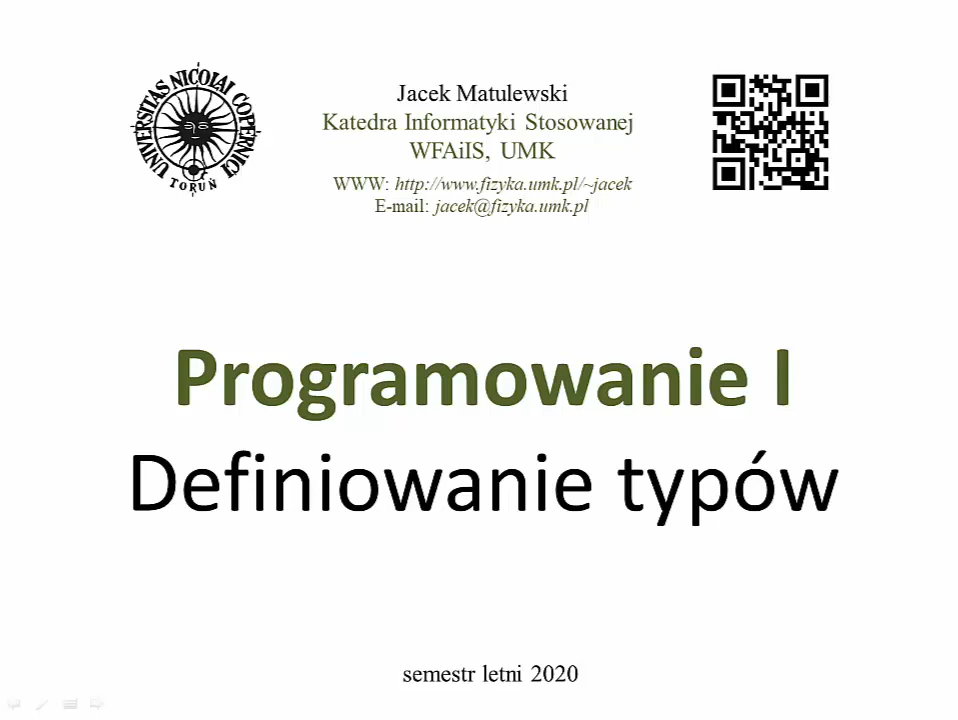 UNIVERSITAS NICOLAI COPERNICI
TORUŃ
Jacek Matulewski
Katedra Informatyki Stosowanej
WFAiIS, UMK
WWW: http://www.fizyka.umk.pl/~jacek
E-mail: jacek@fizyka.umk.pl
Programowanie I
Definiowanie typów
semestr letni 2020